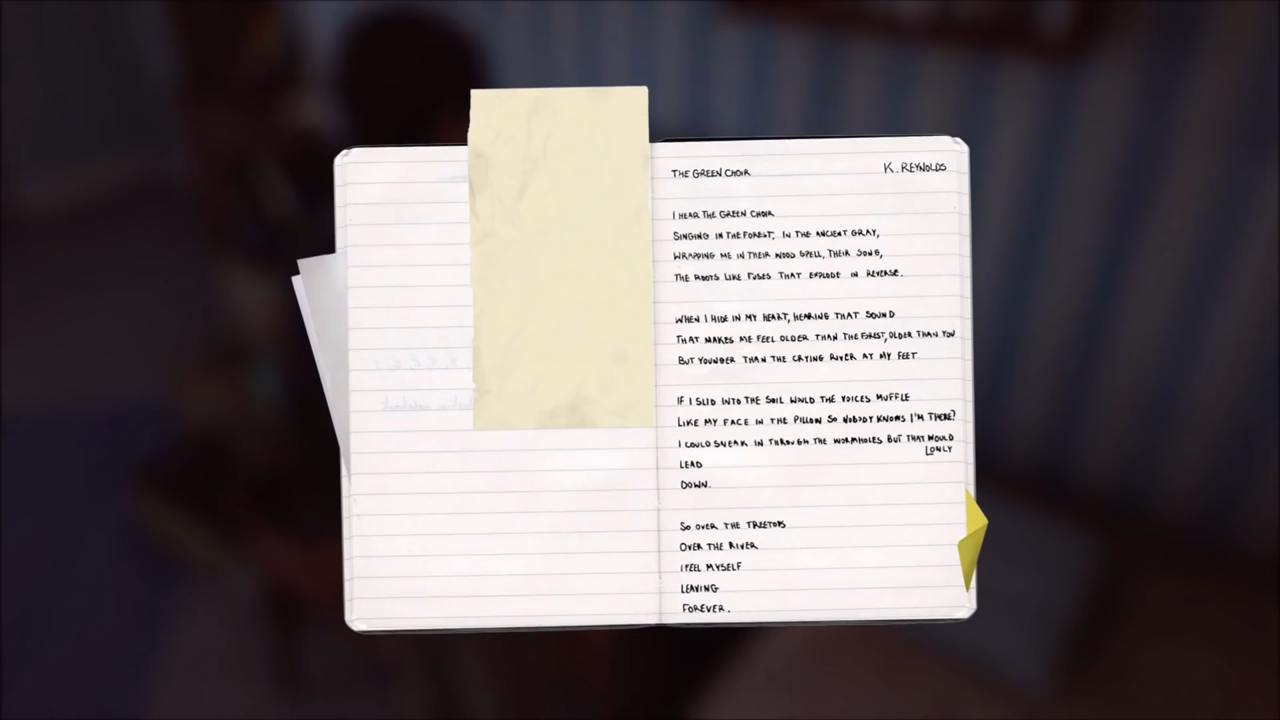 THE GREEN CHOIR
K. REYNOLDS
I HEAR THE GREEN CHOIR
SINGING IN THE FOREST, IN THE ANCIENT GRAY,
WRAPPING ME IN THEIR WOOD SPELL, THEIR SONG,
THE ROOTS LIKE FUSES THAT EXPLODE IN REVERSE.
WHEN I HIDE IN MY HEART, HEARING THAT SOUND
THAT MAKES ME FEEL OLDER THAN THE FOREST, OLDER THAN YOU
BUT YOUNGER THAN THE CRYING RIVER AT MY FEET
IF I SLID INTO THE SOIL WOULD THE VOICES MUFFLE
LIKE MY FACE IN THE PILLOW SO NOBODY KNOWS I'M THERE?
I COULD SNEAK IN THROUGH THE WORMHOLES BUT THAT WOULD
LONLY
LEAD
DOWN.
SO OVER THE TREETOPS
OVER THE RIVER
I FEEL MYSELF
LEAVING
FOREVER.